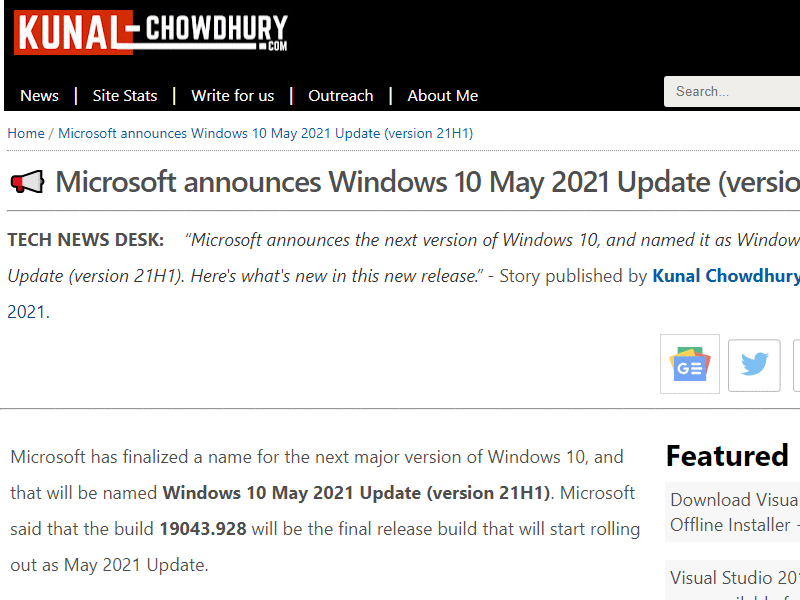 KUNAL-CHOWDHURY
.COM
News | Site Stats | Write for us | Outreach | About Me
Search...
Home / Microsoft announces Windows 10 May 2021 Update (version 21H1)
Microsoft announces Windows 10 May 2021 Update (versio
TECH NEWS DESK: “Microsoft announces the next version of Windows 10, and named it as Window
Update (version 21H1). Here's what's new in this new release.” - Story published by Kunal Chowdhury
2021.
GE
Microsoft has finalized a name for the next major version of Windows 10, and
that will be named Windows 10 May 2021 Update (version 21H1). Microsoft
said that the build 19043.928 will be the final release build that will start rolling
out as May 2021 Update.
Featured
Download Visua
Offline Installer -
Visual Studio 20